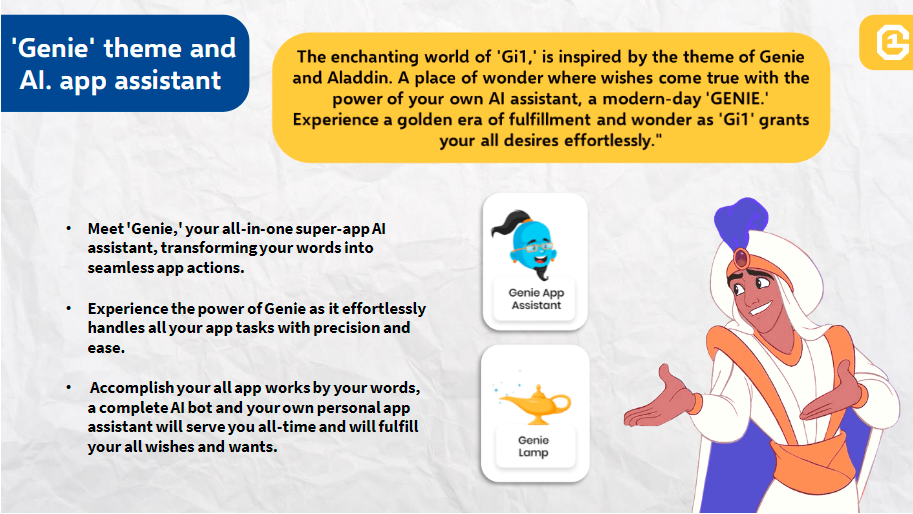 'Genie' theme and
AI. app assistant
The enchanting world of 'Gi1,' is inspired by the theme of Genie
and Aladdin. A place of wonder where wishes come true with the
power of your own AI assistant, a modern-day 'GENIE.'
Experience a golden era of fulfillment and wonder as 'Gi1' grants
your all desires effortlessly."
• Meet 'Genie,' your all-in-one super-app AI
assistant, transforming your words into
seamless app actions.
• Experience the power of Genie as it effortlessly
handles all your app tasks with precision and
ease.
• Accomplish your all app works by your words,
a complete AI bot and your own personal app
assistant will serve you all-time and will fulfill
your all wishes and wants.
Genie App
Assistant
Genie
Lamp
G1